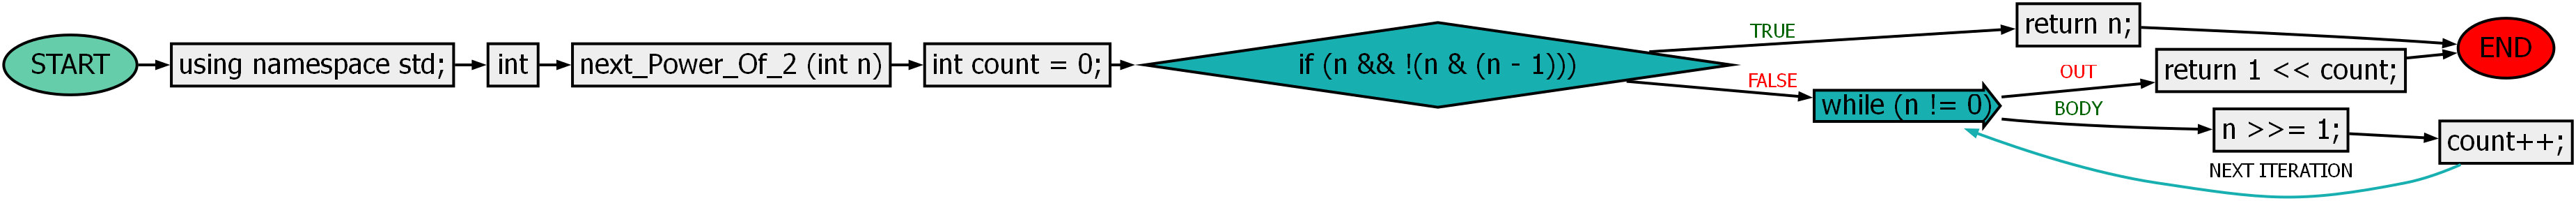 START
using namespace std;
int
next_Power_Of_2 (int n)
int count = 0;
if (n && !(n & (n - 1)))
TRUE
return n;
END
FALSE
while (n != 0)
OUT
return 1 << count;
BODY
n >>= 1;
count++;
NEXT ITERATION